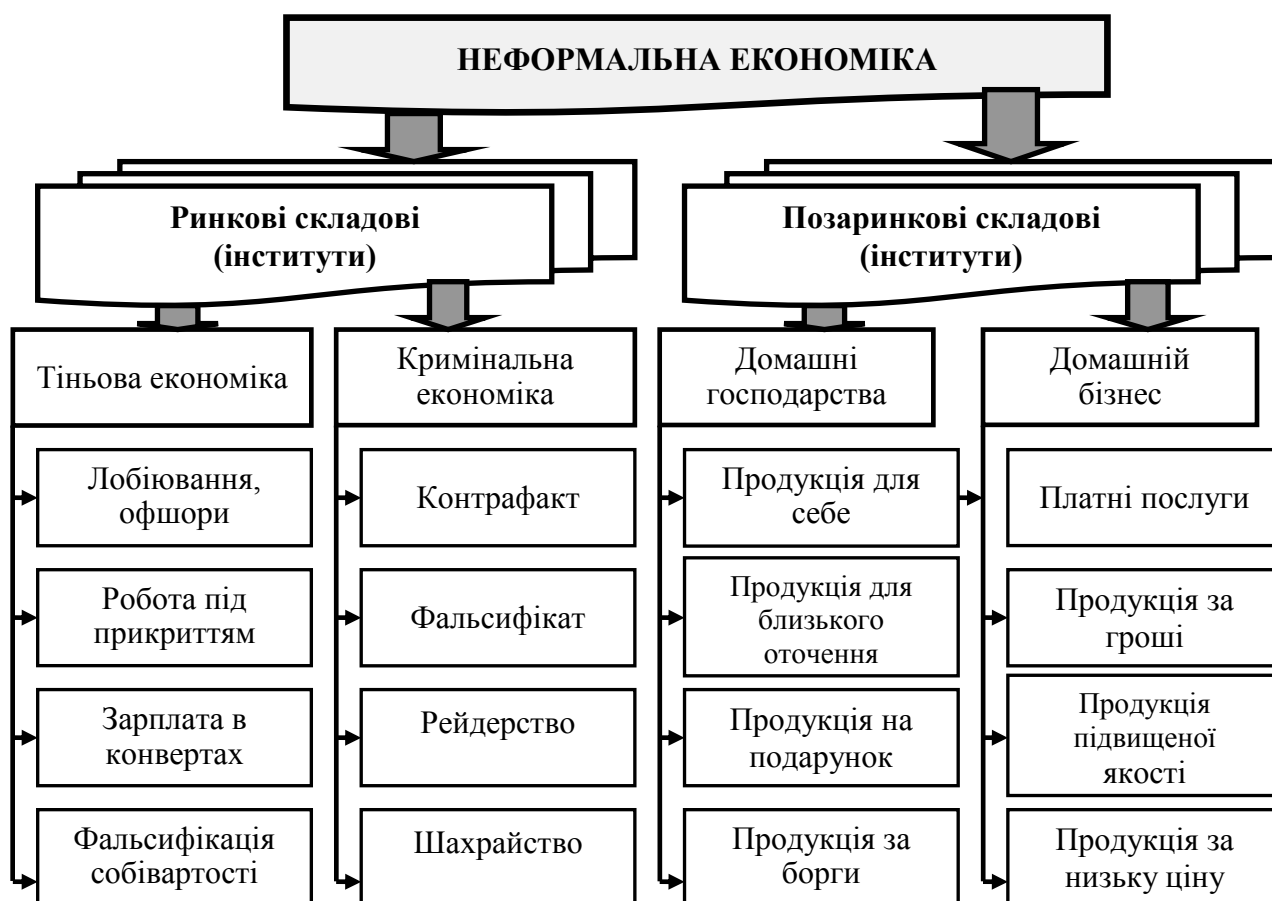 НЕФОРМАЛЬНА ЕКОНОМІКА
Ринкові складові
(інститути)
Позаринкові складові
(інститути)
Тіньова економіка
Кримінальна
економіка
Домашні
господарства
Домашній
бізнес
Лобіювання,
офшори
Контрафакт
Продукція для
себе
Платні послуги
Робота під
прикриттям
Фальсифікат
Продукція для
близького
оточення
Продукція за
гроші
Зарплата в
конвертах
Рейдерство
Продукція на
подарунок
Продукція
підвищеної
якості
Фальсифікація
собівартості
Шахрайство
Продукція за
борги
Продукція за
низьку ціну